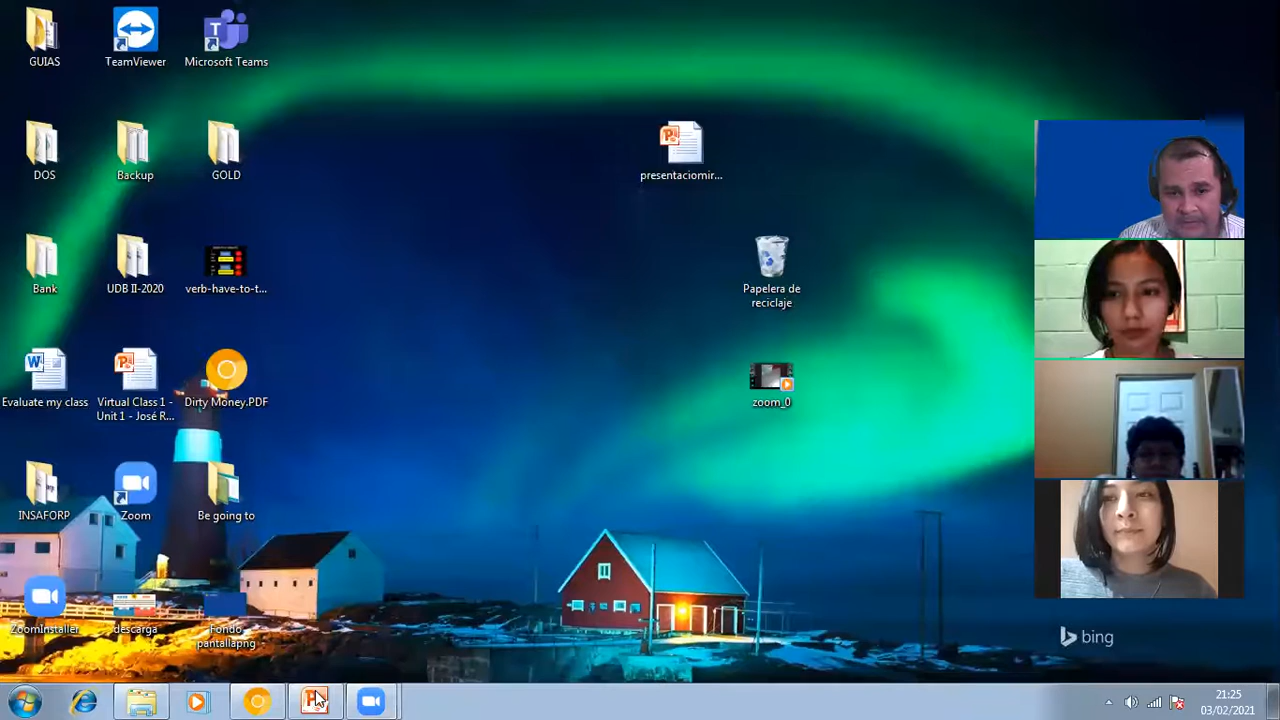 GUIAS
TeamViewer
Microsoft Teams
DOS
Backup
GOLD
presentaciomir...
Bank
UDB II-2020
verb-have-to-t...
Papelera de
reciclaje
Evaluate my class
Virtual Class 1 -
Unit 1 - José R...
Dirty Money.PDF
zoom_0
INSAFORP
Zoom
Be going to
ZoomInstaller
descarga
Fondo
pantallapng
bing
21:25
03/02/2021